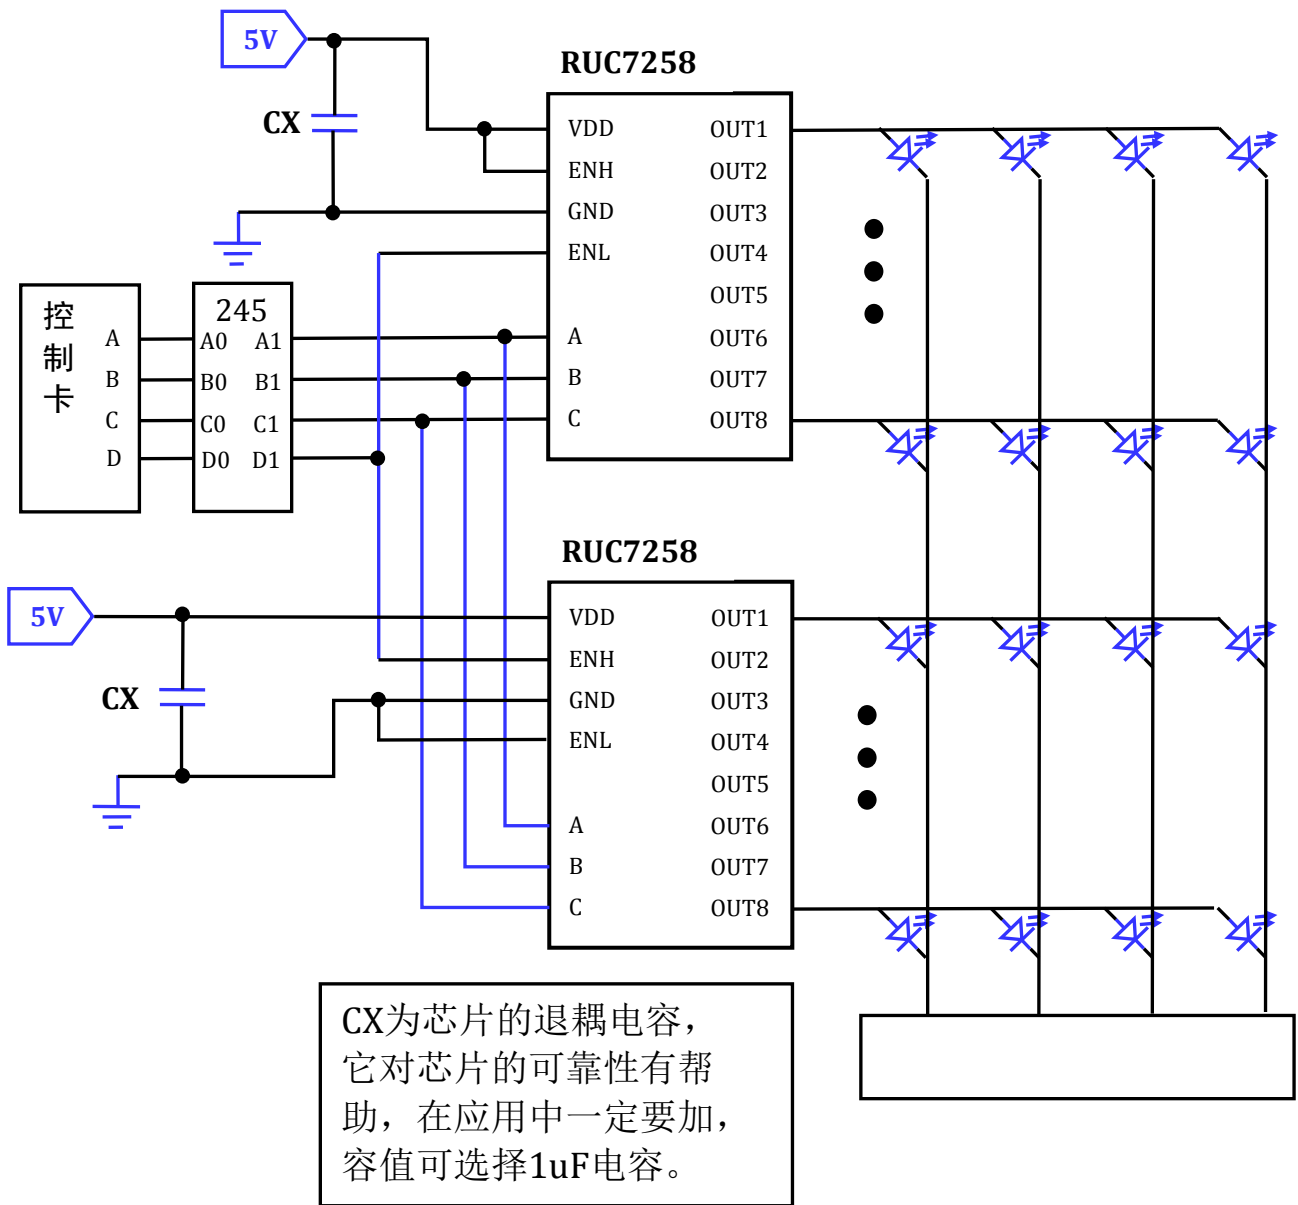 5V
RUC7258
CX
VDD OUT1
ENH OUT2
GND OUT3
ENL OUT4
OUT5
A OUT6
B OUT7
C OUT8
控制卡
A
B
C
D
245
A0 A1
B0 B1
C0 C1
D0 D1
RUC7258
5V
CX
VDD OUT1
ENH OUT2
GND OUT3
ENL OUT4
OUT5
A OUT6
B OUT7
C OUT8
CX为芯片的退耦电容，
它对芯片的可靠性有帮
助，在应用中一定要加，
容值可选择1uF电容。